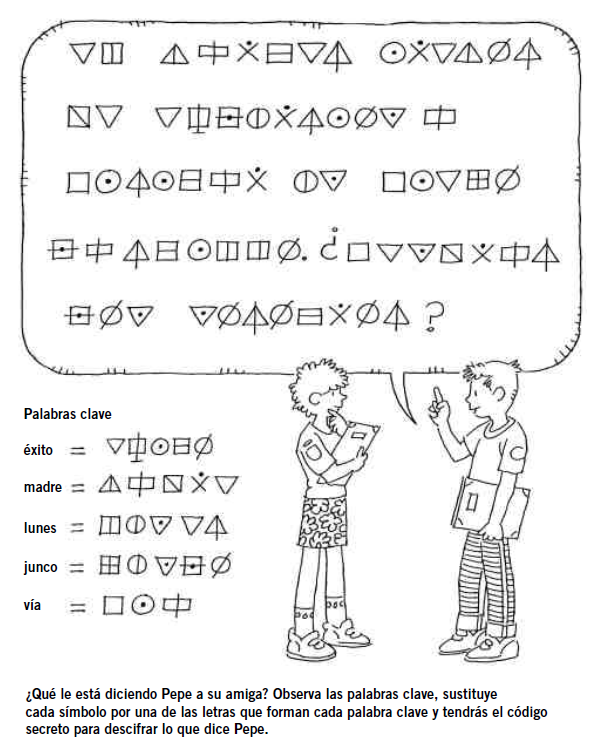 ¿ ?
Palabras clave
éxito =
madre =
lunes =
junco =
vía =
¿Qué le está diciendo Pepe a su amiga? Observa las palabras clave, sustituye
cada símbolo por una de las letras que forman cada palabra clave y tendrás el código
secreto para descifrar lo que dice Pepe.